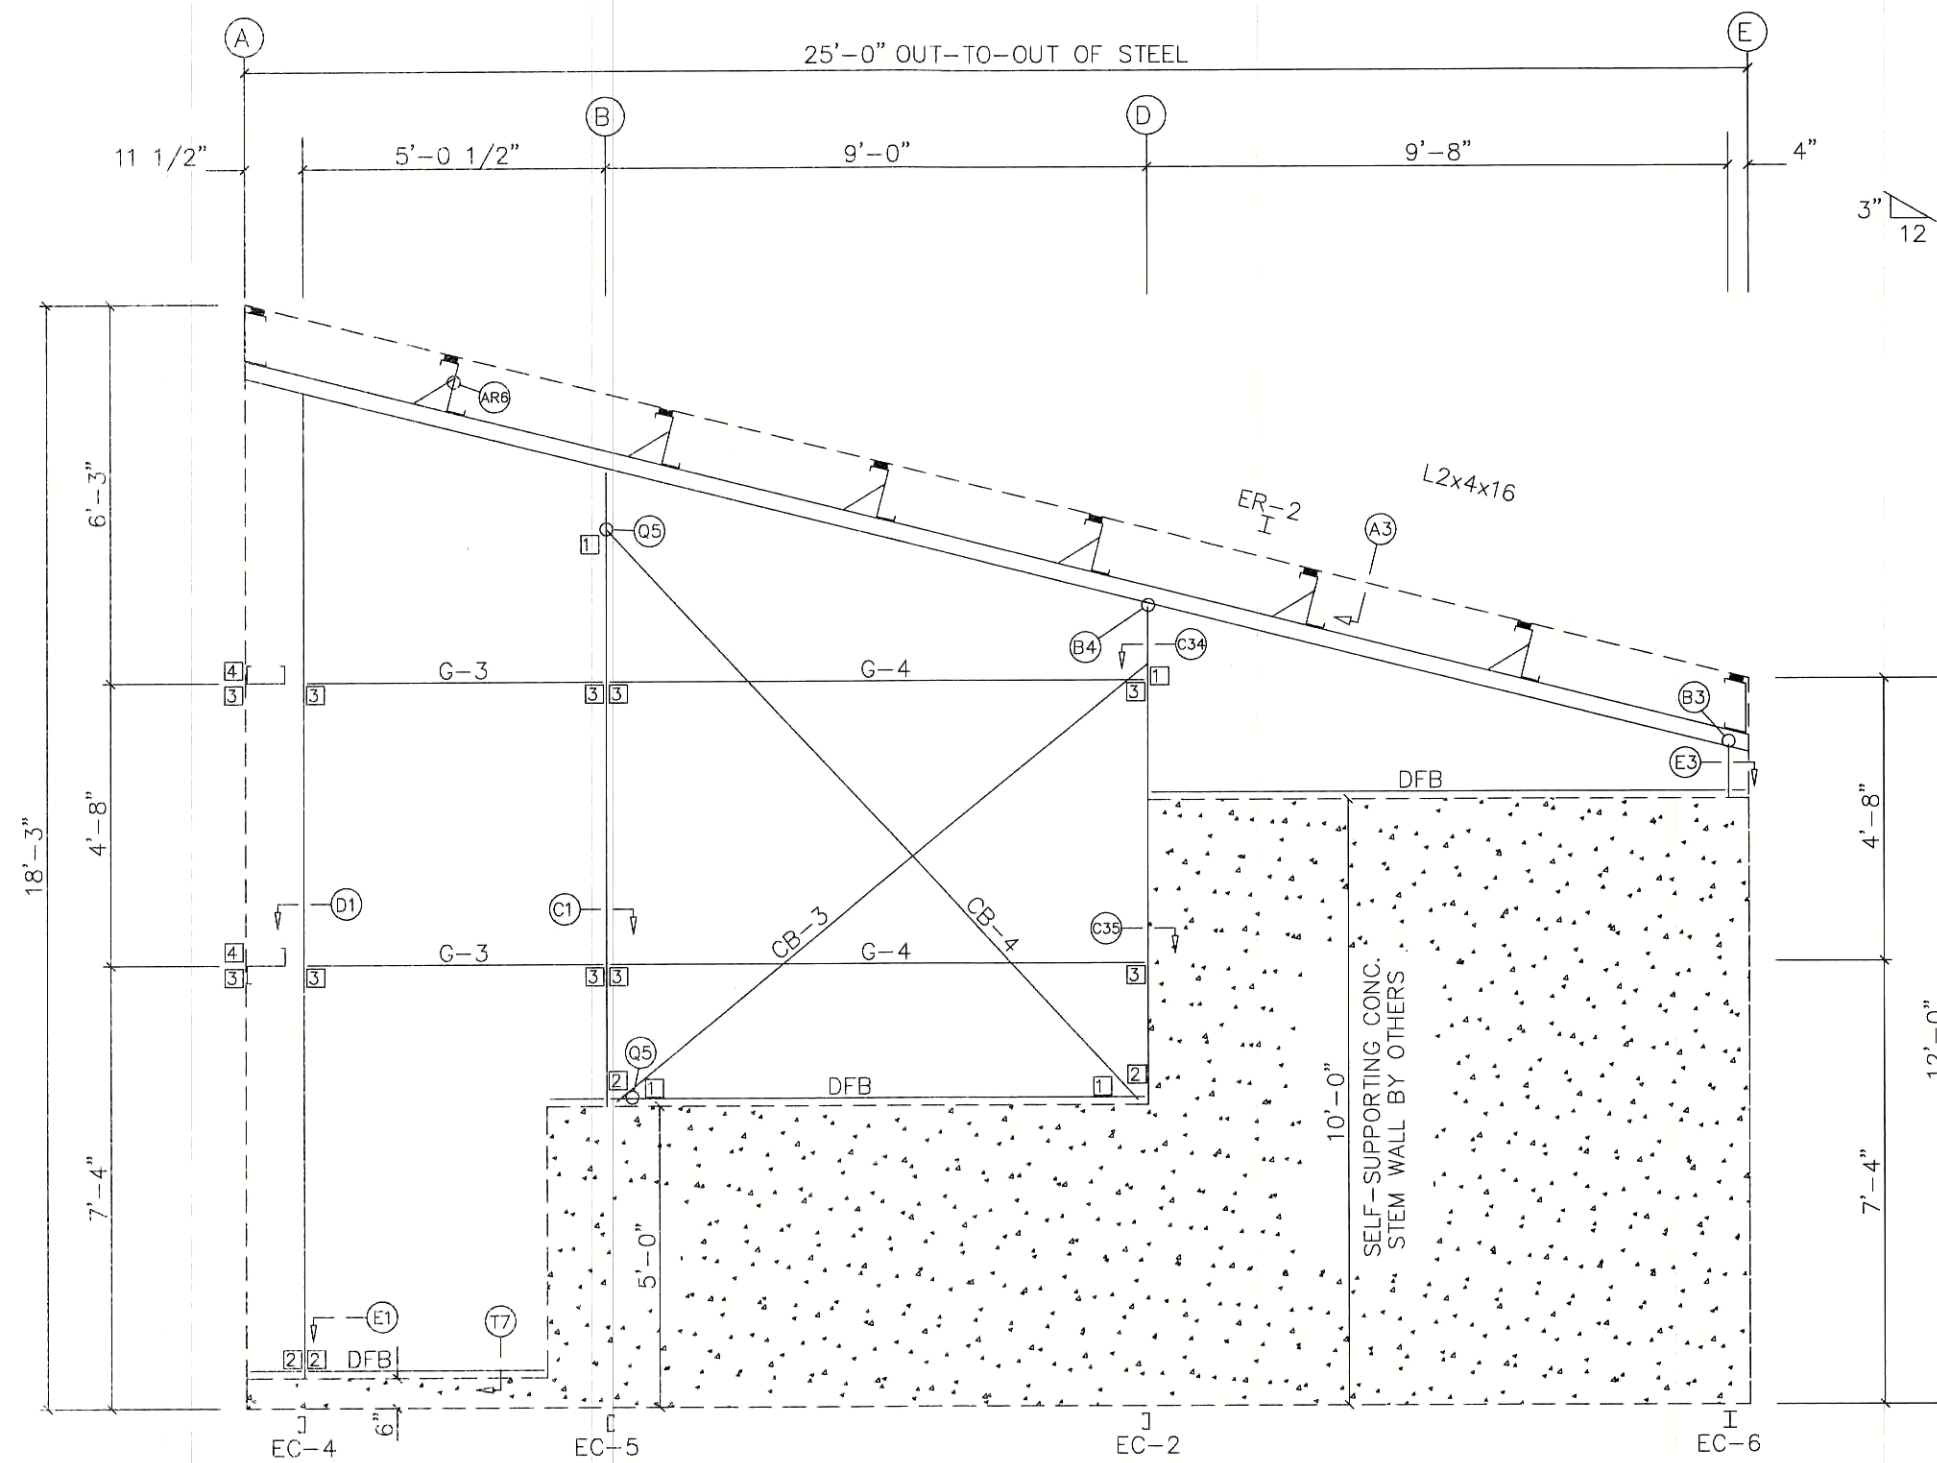 A
E
25'-0" OUT-TO-OUT OF STEEL
B
D
11 1/2"
5'-0 1/2"
9'-0"
9'-8"
4"
3"
12
AR6
6'-3"
L2x4x16
ER-2
I
A3
Q5
1
B4
C34
4
G-3
G-4
1
3
3
3
3
3
B3
E3
DFB
18'-3"
4'-8"
4'-8"
D1
C1
CB-3
CB-4
C35
4
G-3
G-4
3
3
3
3
3
SELF-SUPPORTING CONC.
STEM WALL BY OTHERS
12'-0"
Q5
2
1
DFB
1
2
10'-0"
7'-4"
7'-4"
5'-0"
E1
T7
2
2
DFB
6"
I
EC-4
EC-5
EC-2
EC-6